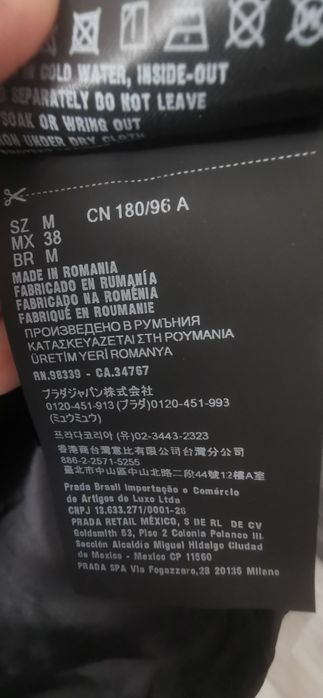 COLD WATER, INSIDE-OUT
SEPARATELY DO NOT LEAVE
SOAK OR WRING OUT
UNDER DRY CLOTH
SZ M CN 180/96 A
MX 38
BR M
MADE IN ROMANIA
FABRICADO EN RUMANÍA
FABRICADO NA ROMÊNIA
FABRIQUÉ EN ROUMANIE
ПРОИЗВЕДЕНО В РУМЪНИЯ
ΚΑΤΑΣΚΕΥΑΖΕΤΑΙ ΣΤΗ ΡΟΥΜΑΝΙΑ
ÜRETİM YERİ ROMANYA
RN.98339 - CA.34767
プラダジャパン株式会社
0120-451-913 (プラダ)0120-451-993
(ミュウミュウ)
프라다코리아 (유)02-3443-2323
香港商台灣意比有限公司台灣分公司
886-2-2571-5255
臺北市中山區中山北路二段44號12樓A室
Prada Brasil Importação o Comércio
de Artigos de Luxo Ltda
CNPJ 13.633.271/0001-26
PRADA RETAIL MÉXICO, S DE RL DE CV
Goldsmith 53, Piso 2 Colonia Polanco III
Sección Alcaldía Miguel Hidalgo Ciudad
de Mexico - Mexico CP 11560
PRADA SPA Via Fogazzaro,28 20135 Milano